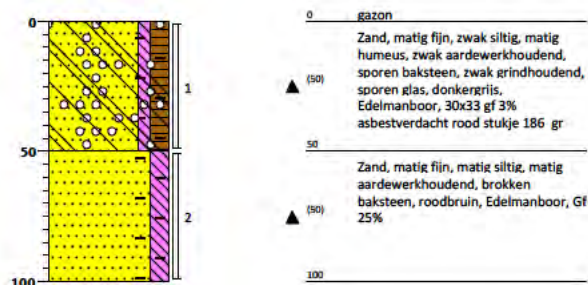 0
50
100
1
2
0
gazon
Zand, matig fijn, zwak siltig, matig
humeus, zwak aardewerkhoudend,
sporen baksteen, zwak grindhoudend,
sporen glas, donkergrijs,
Edelmanboor, 30x33 gf 3%
asbestverdacht rood stukje 186 gr
(50)
50
Zand, matig fijn, matig siltig, matig
aardewerkhoudend, brokken
baksteen, roodbruin, Edelmanboor, Gf
25%
(50)
100